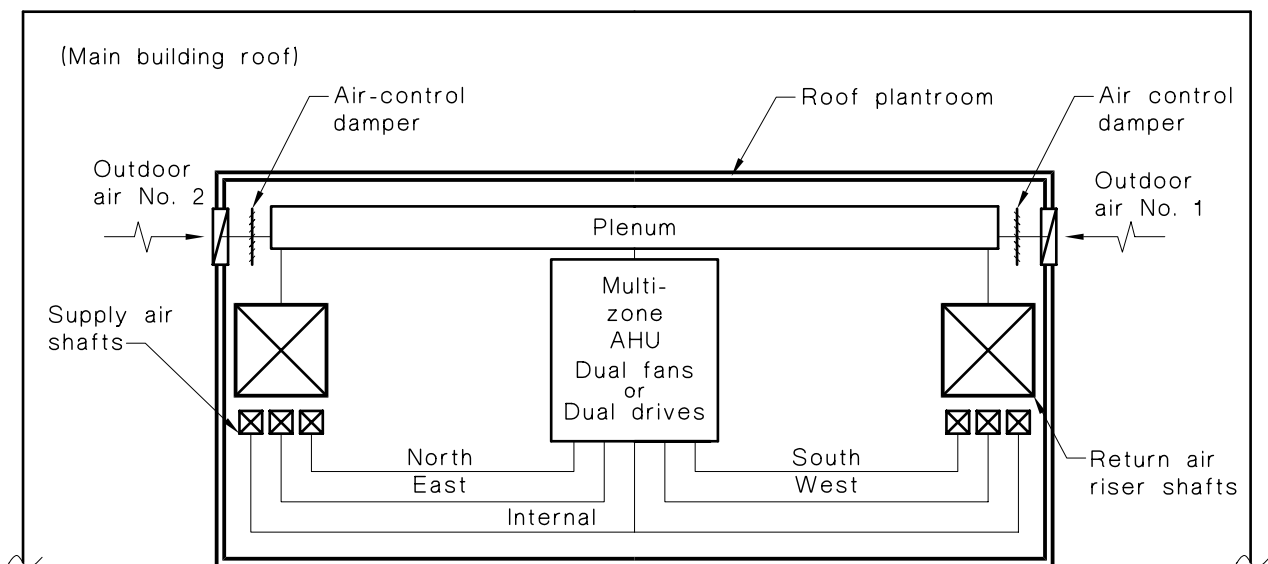 (Main building roof)
Air-control
damper
Roof plantroom
Air control
damper
Outdoor
air No. 2
Outdoor
air No. 1
Plenum
Multi-
zone
AHU
Dual fans
or
Dual drives
Supply air
shafts
North
East
Internal
South
West
Return air
riser shafts